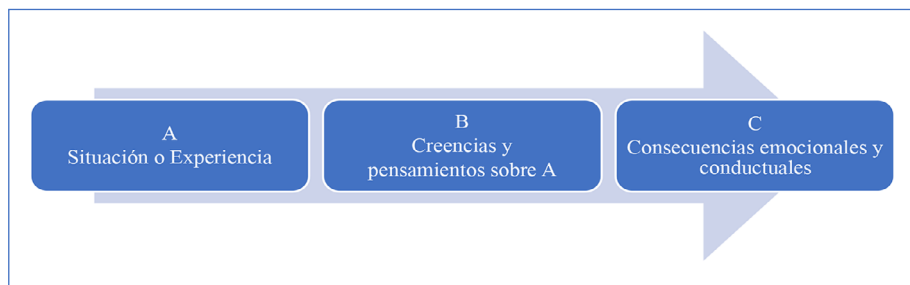 A
Situación o Experiencia
B
Creencias y
pensamientos sobre A
C
Consecuencias emocionales y
conductuales